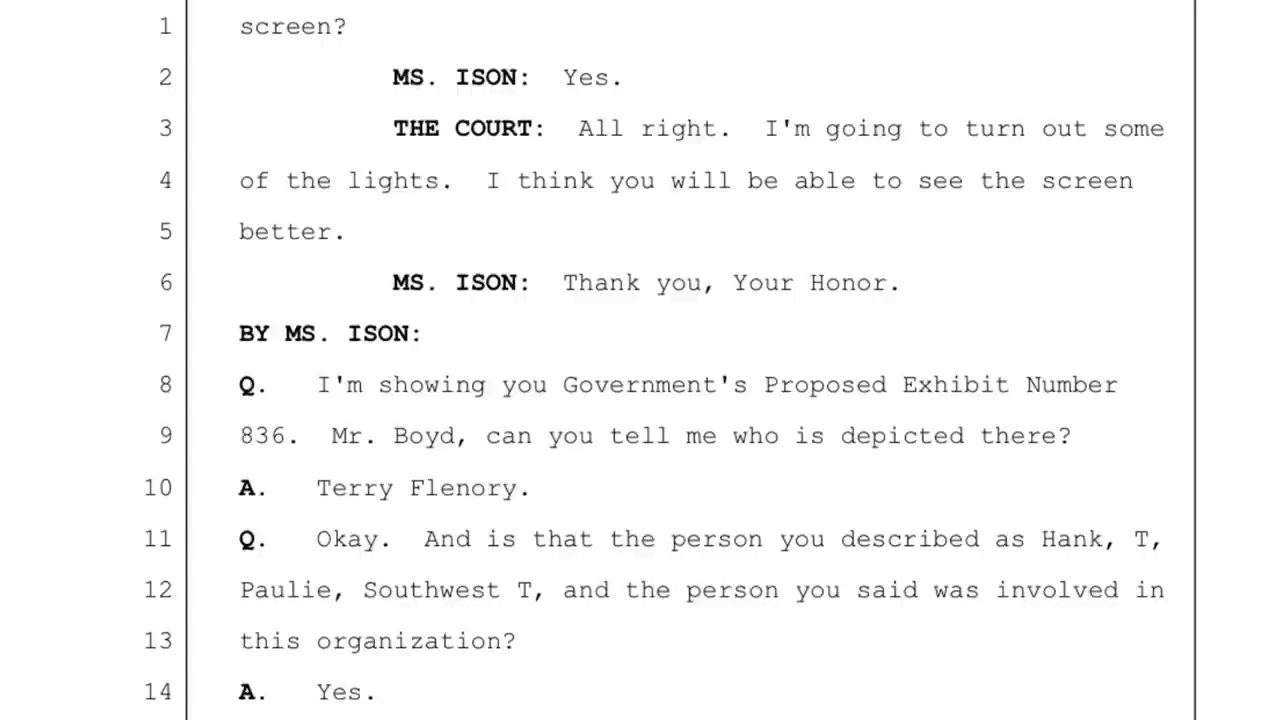 1 screen?
2 MS. ISON: Yes.
3 THE COURT: All right. I'm going to turn out some
4 of the lights. I think you will be able to see the screen
5 better.
6 MS. ISON: Thank you, Your Honor.
7 BY MS. ISON:
8 Q. I'm showing you Government's Proposed Exhibit Number
9 836. Mr. Boyd, can you tell me who is depicted there?
10 A. Terry Flenory.
11 Q. Okay. And is that the person you described as Hank, T,
12 Paulie, Southwest T, and the person you said was involved in
13 this organization?
14 A. Yes.